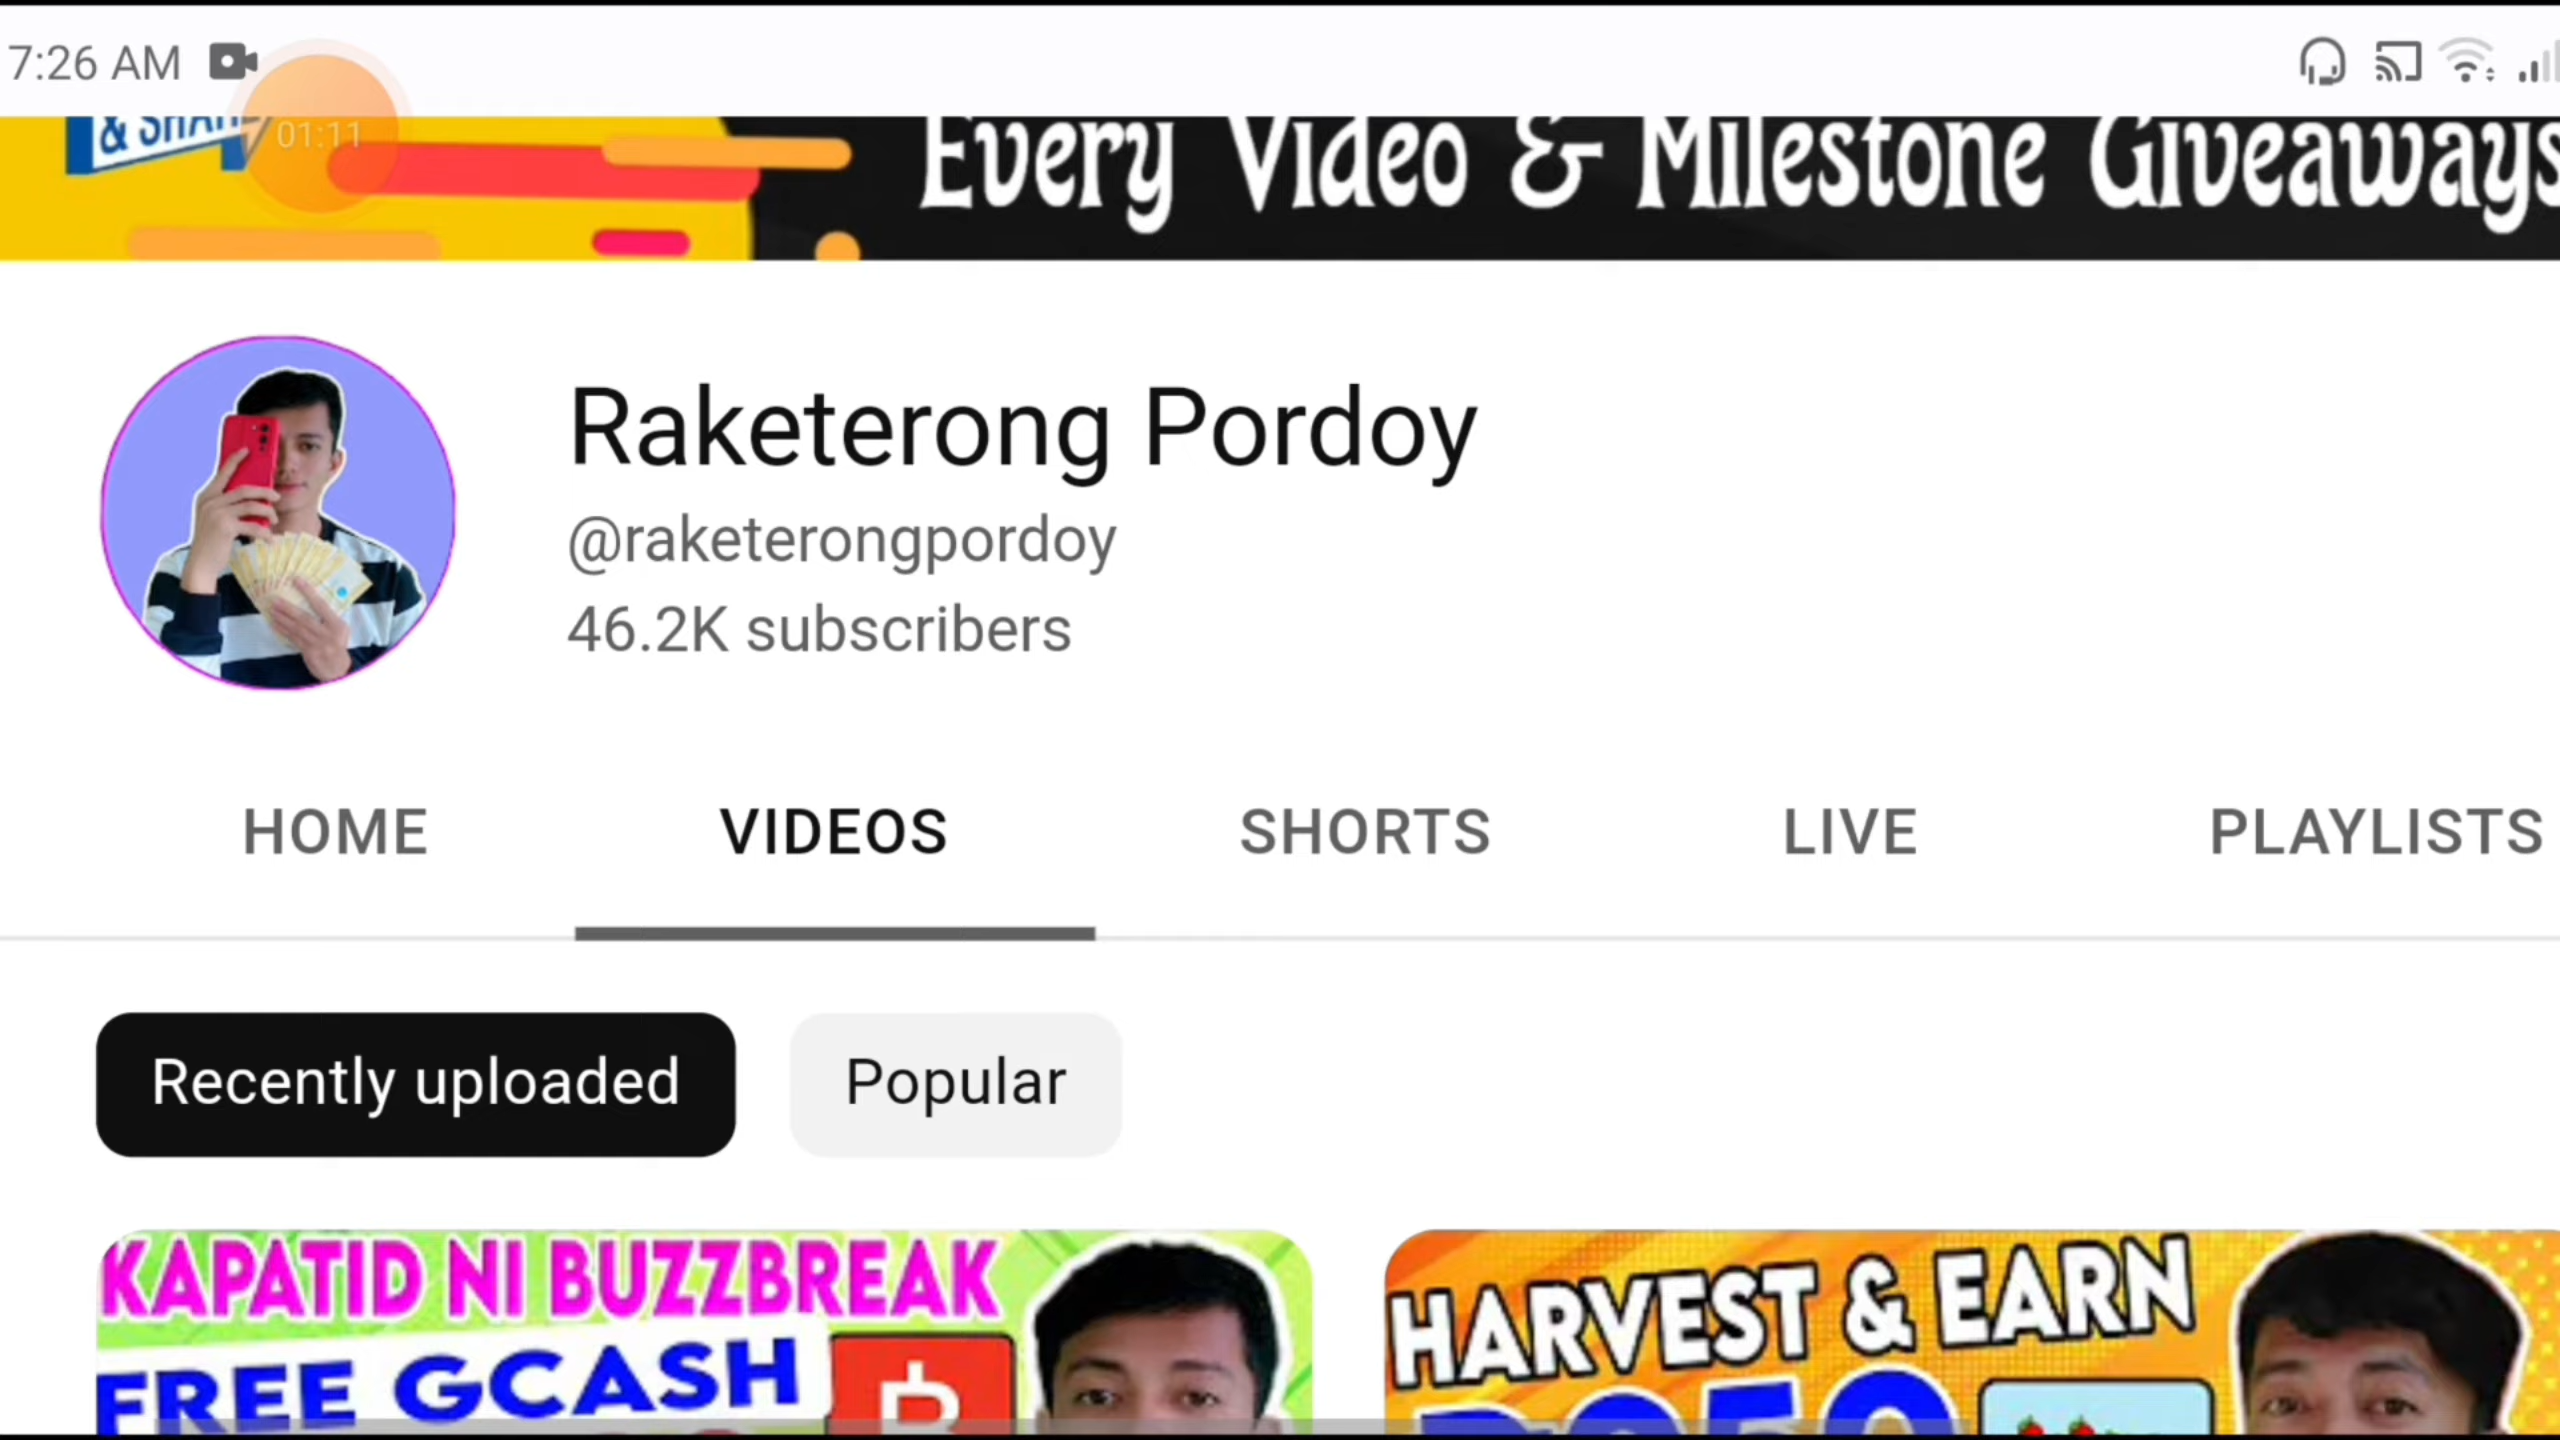 7:26 AM
01:11
Every Video & Milestone Giveaways
Raketerong Pordoy
@raketerongpordoy
46.2K subscribers
HOME
VIDEOS
SHORTS
LIVE
PLAYLISTS
Recently uploaded
Popular
KAPATID NI BUZZBREAK
FREE GCASH
HARVEST & EARN